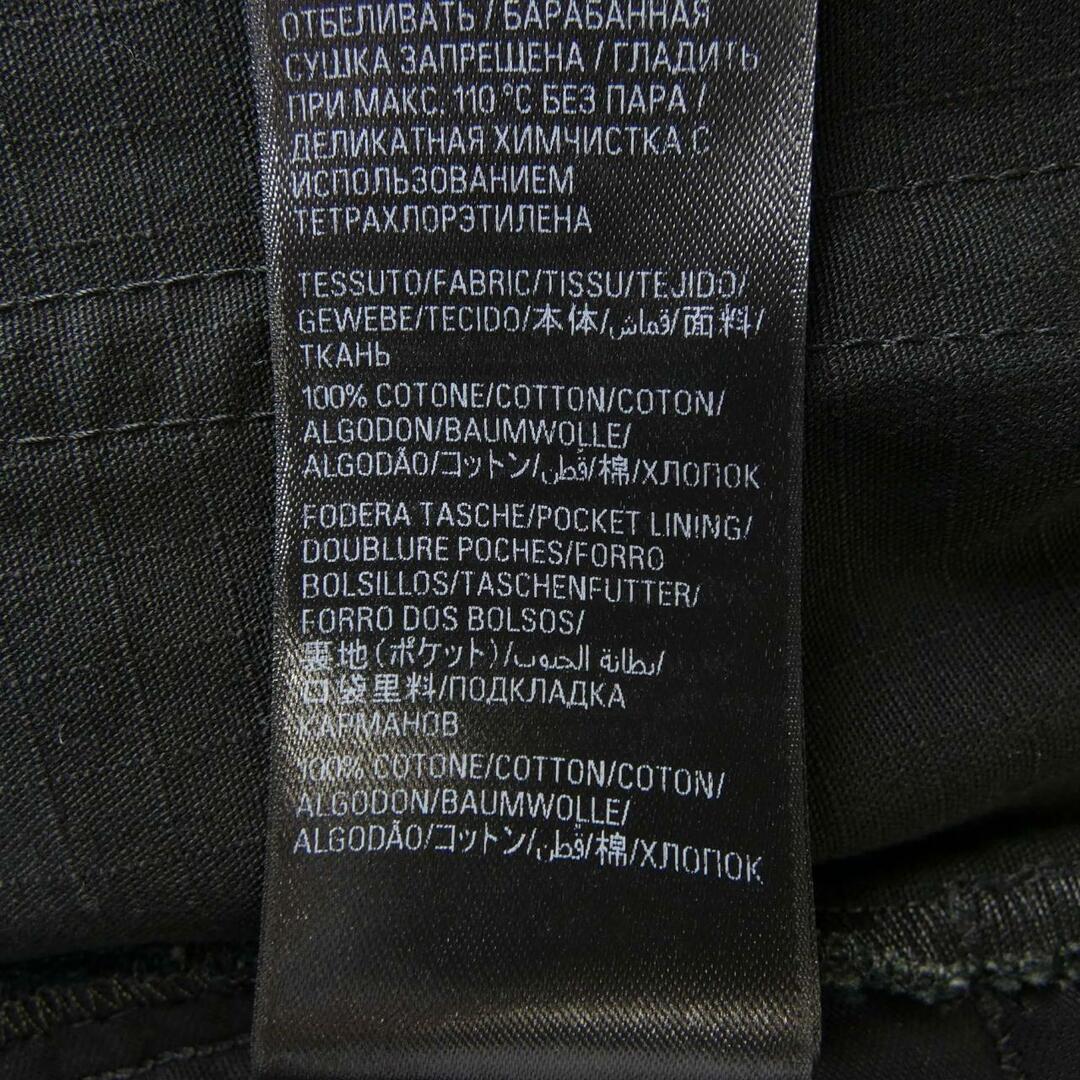 ОТБЕЛИВАТЬ / БАРАБАННАЯ
СУШКА ЗАПРЕЩЕНА / ГЛАДИТЬ
ПРИ МАКС. 110 °C БЕЗ ПАРА /
ДЕЛИКАТНАЯ ХИМЧИСТКА С
ИСПОЛЬЗОВАНИЕМ
ТЕТРАХЛОРЭТИЛЕНА
TESSUTO/FABRIC/TISSU/TEJIDO/
GEWEBE/TECIDO/本体/قماش/面料/
ТКАНЬ
100% COTONE/COTTON/COTON/
ALGODON/BAUMWOLLE/
ALGODÃO/コットン/قطن/棉/ХЛОПОК
FODERA TASCHE/POCKET LINING/
DOUBLURE POCHES/FORRO
BOLSILLOS/TASCHENFUTTER/
FORRO DOS BOLSOS/
裏地(ポケット)/بطانة الجيوب/
口袋里料/ПОДКЛАДКА
КАРМАНОВ
100% COTONE/COTTON/COTON/
ALGODON/BAUMWOLLE/
ALGODÃO/コットン/قطن/棉/ХЛОПОК